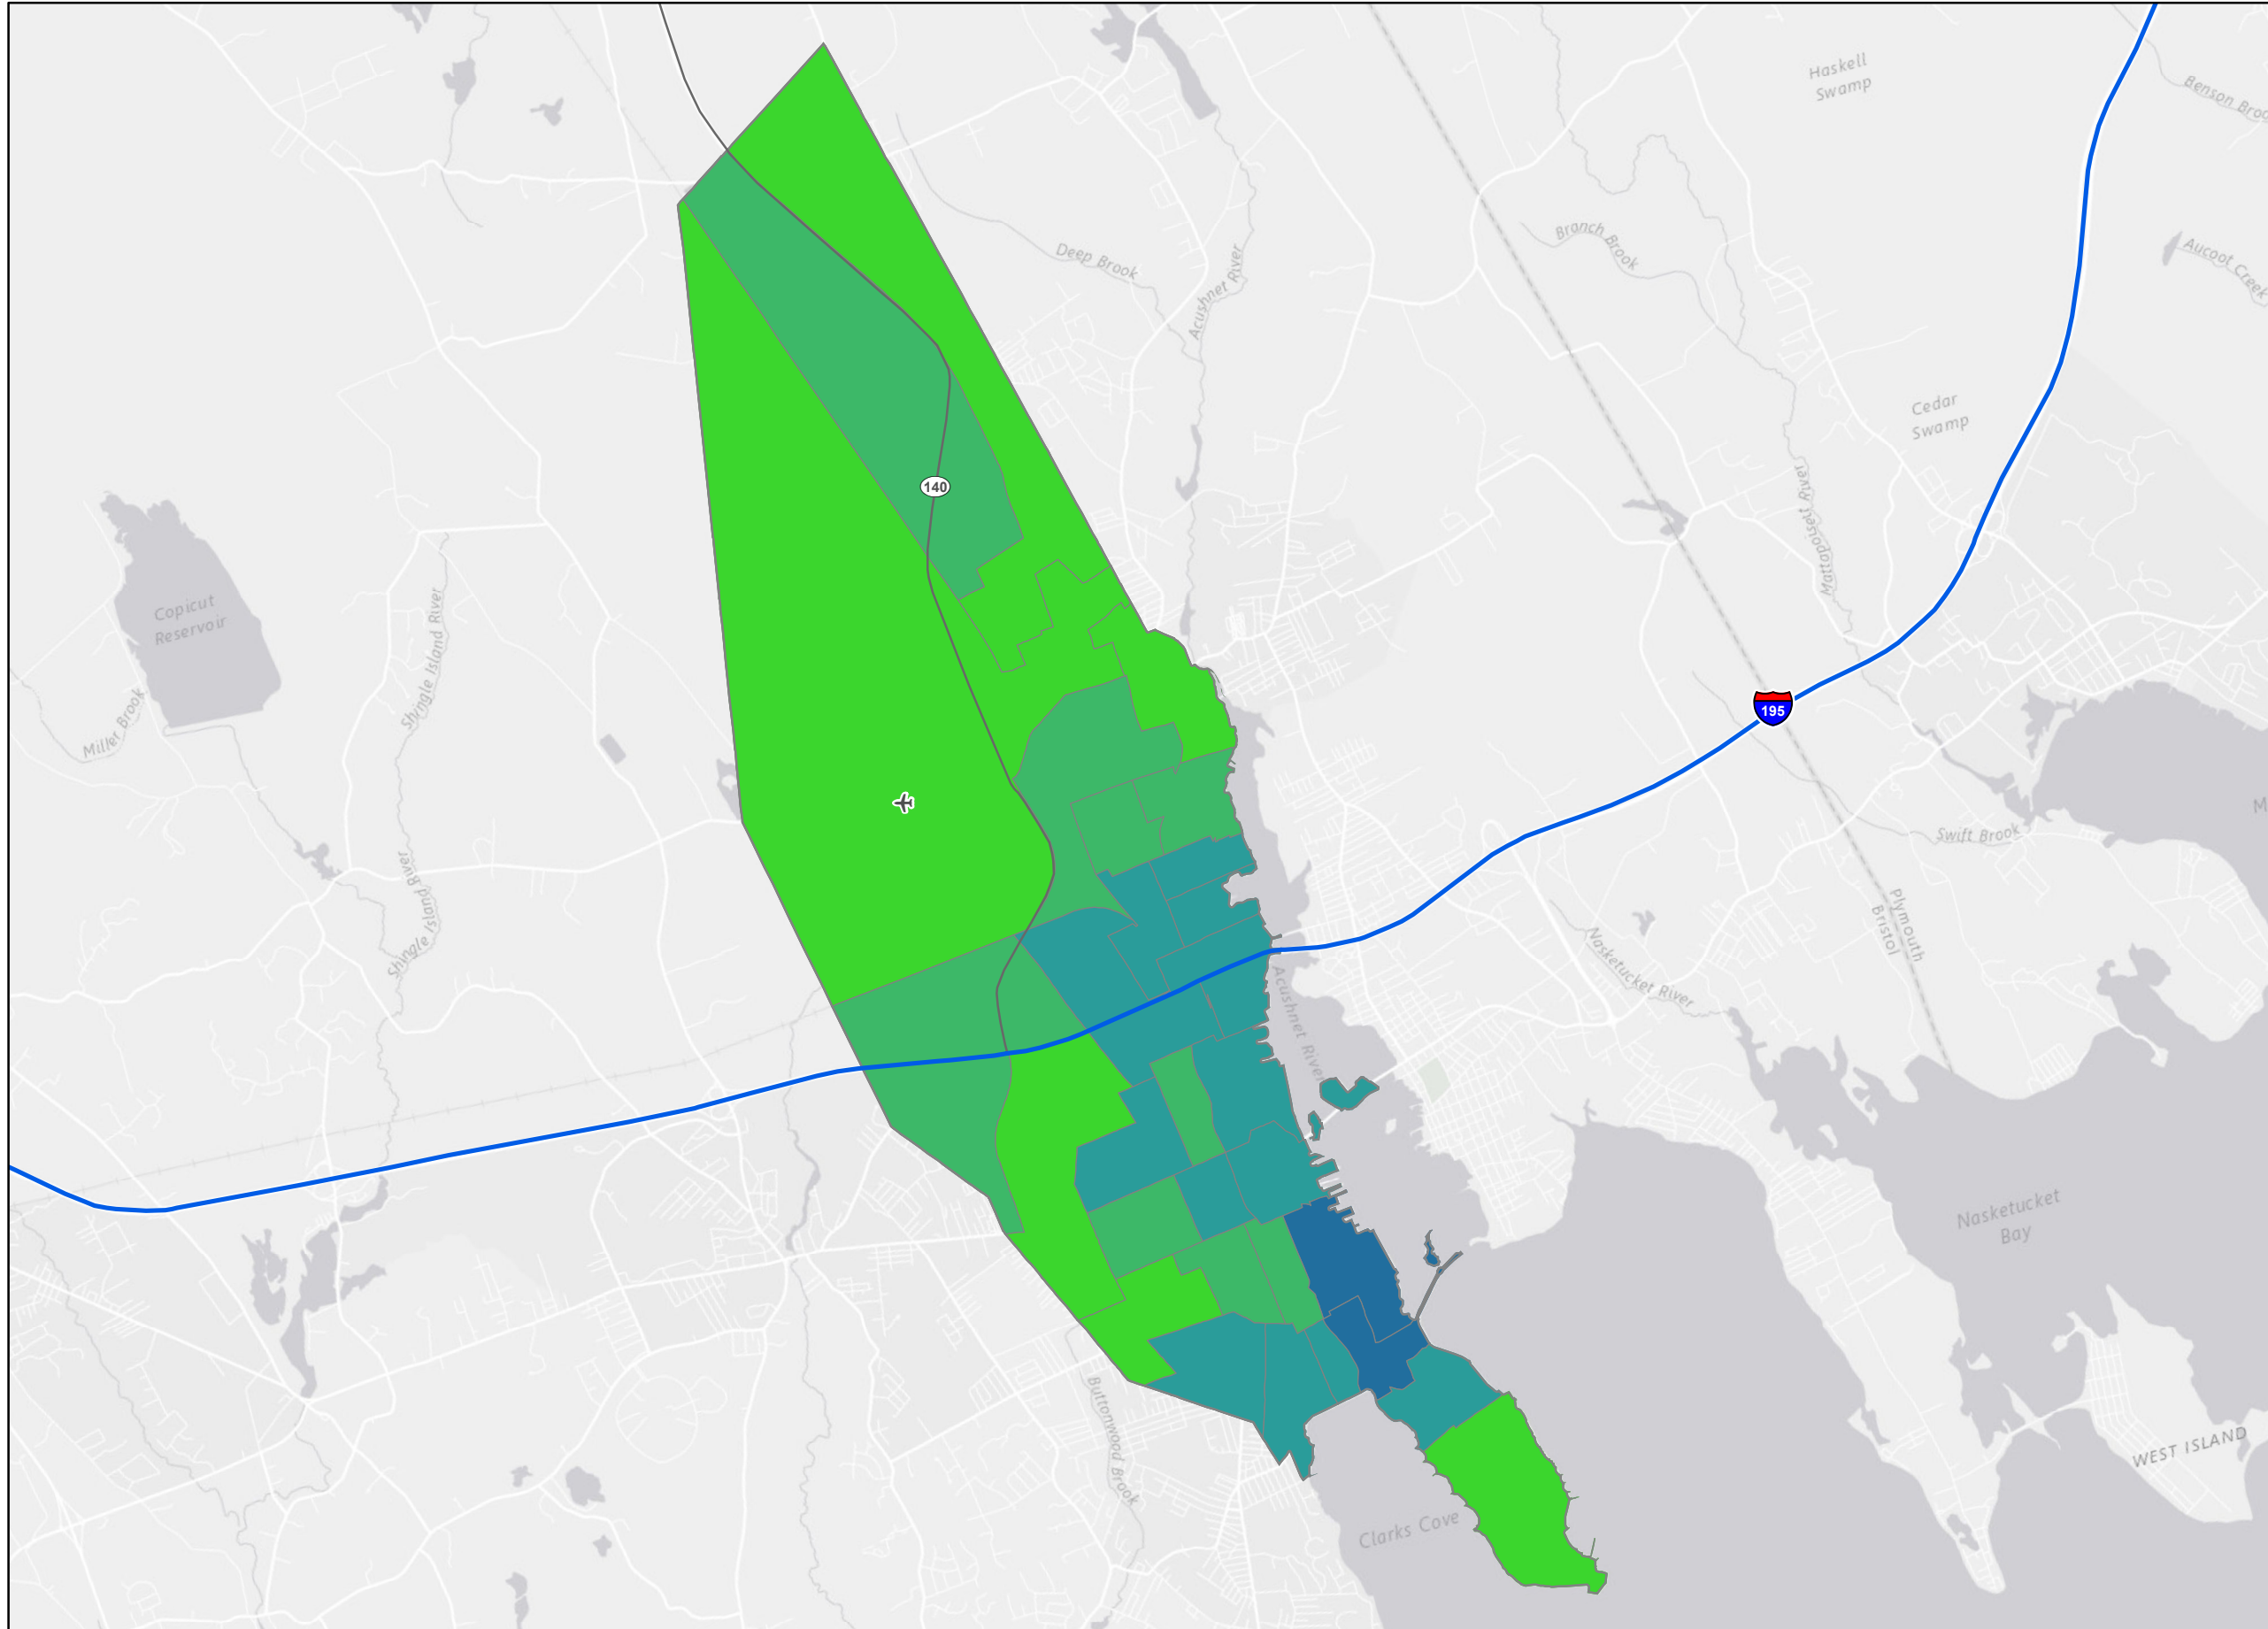 Haskell
Swamp
Benson Broo
Branch Brook
Deep Brook
Acushnet River
Aucoot Creek
Cedar
Swamp
140
Mattapoisett River
Copicut
Reservoir
Shingle Island River
Miller Brook
195
M
Swift Brook
Shingle Island River
Plymouth
Bristol
Nasketucket River
Acushnet River
Nasketucket
Bay
Buttonwood Brook
WEST ISLAND
Clarks Cove